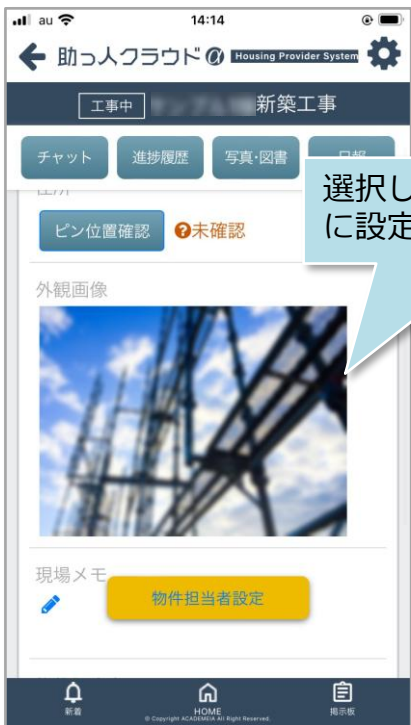 au
14:14
助っ人クラウドα Housing Provider System
工事中 新築工事
チャット 進捗履歴 写真・図書 日報
選択し
に設定
住所
ピン位置確認 未確認
外観画像
現場メモ
物件担当者設定
新着 HOME 掲示板
© Copyright ACADEMEIA All Right Reserved.